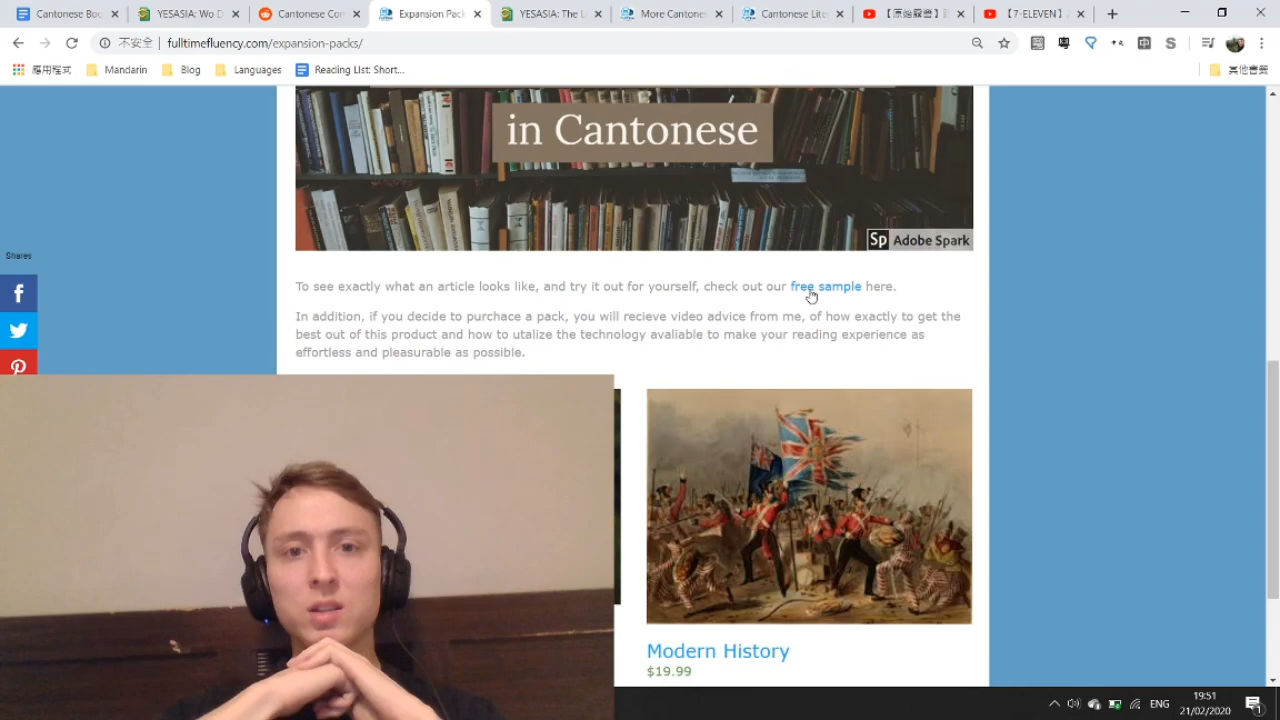 Cantonese Boo
YESASIA: Wo D
Cantonese Con
Expansion Pac
YESASIA: The L
More Cantones
Cantonese Liste
【原始霸靈】
【7-ELEVEN】
不安全
fulltimefluency.com/expansion-packs/
應用程式
Mandarin
Blog
Languages
Reading List: Short...
其他書籤
in Cantonese
Sp Adobe Spark
Shares
To see exactly what an article looks like, and try it out for yourself, check out our free sample here.
In addition, if you decide to purchace a pack, you will recieve video advice from me, of how exactly to get the
best out of this product and how to utalize the technology avaliable to make your reading experience as
effortless and pleasurable as possible.
Modern History
$19.99
ENG
19:51
21/02/2020